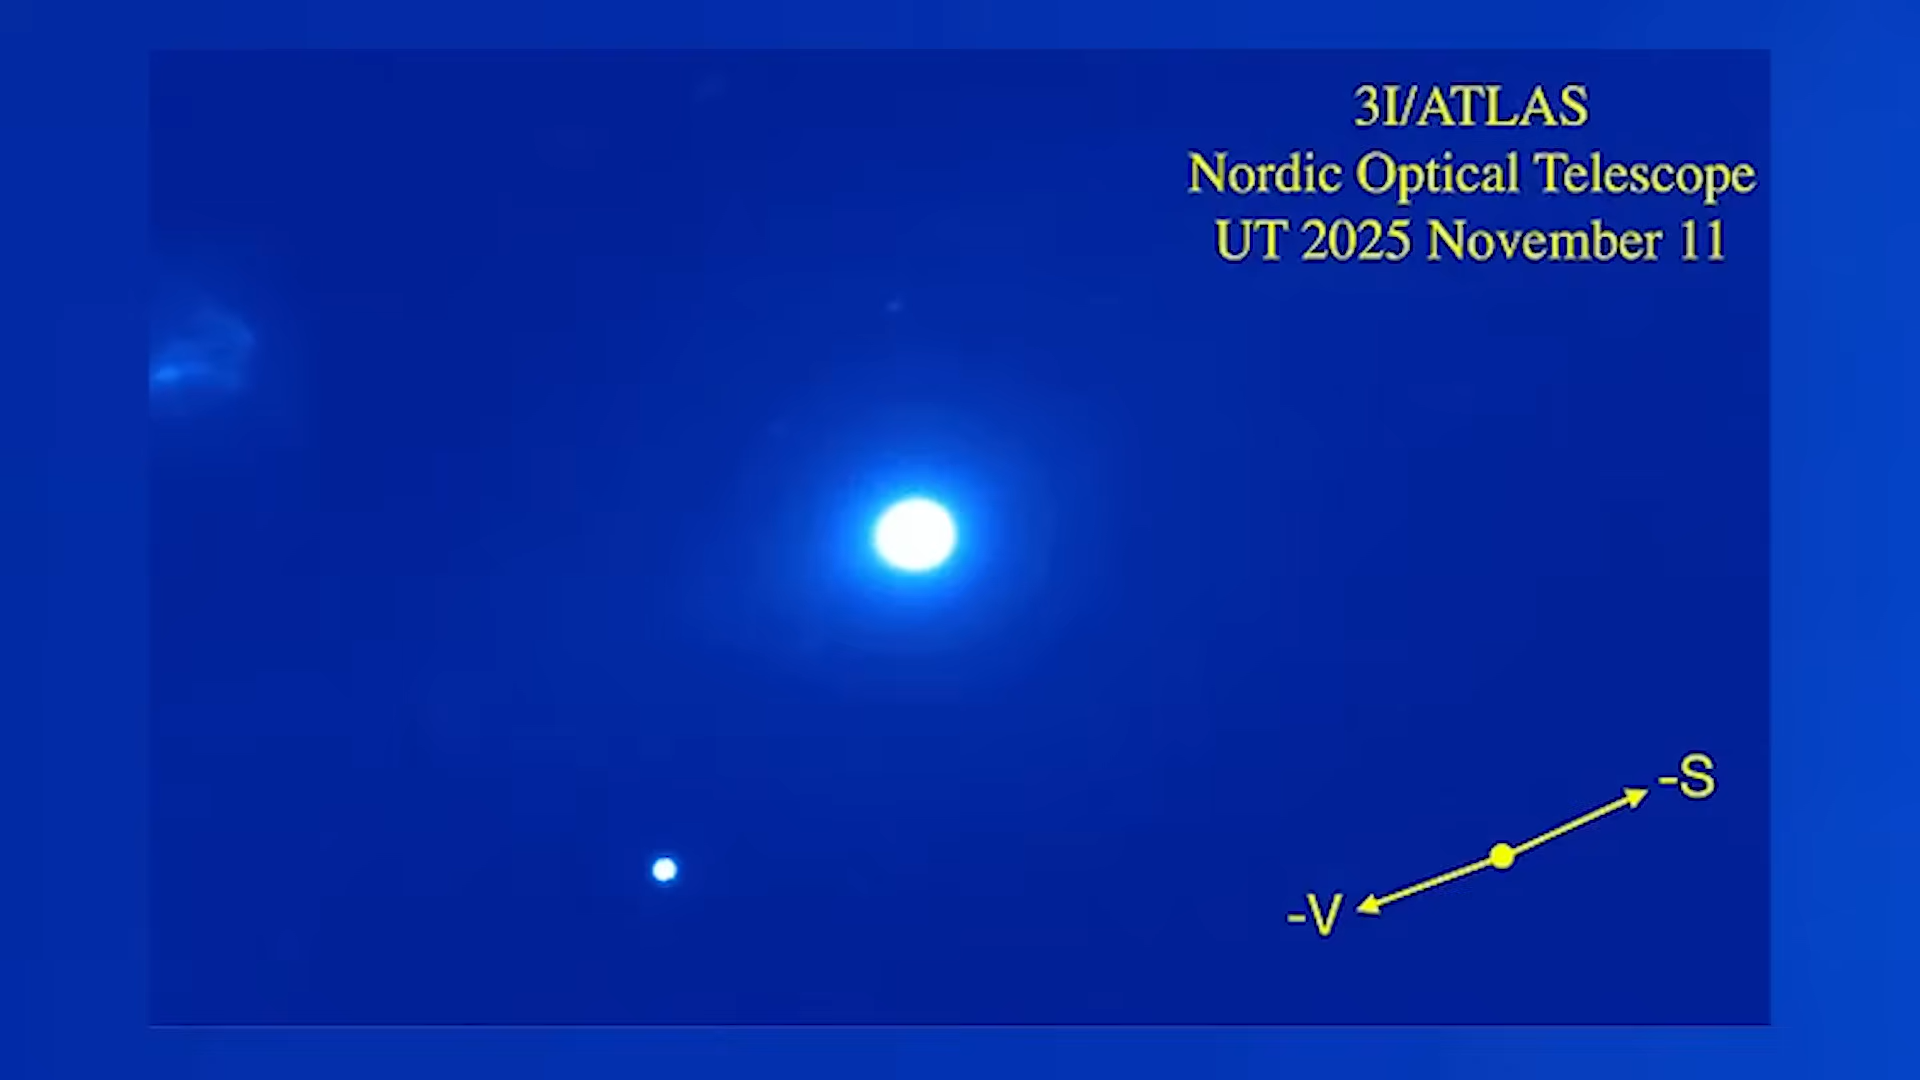 3I/ATLAS
Nordic Optical Telescope
UT 2025 November 11
-S
-V